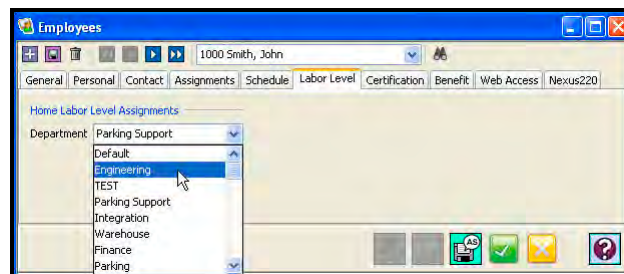 Employees
1000 Smith, John
General Personal Contact Assignments Schedule Labor Level Certification Benefit Web Access Nexus220
Home Labor Level Assignments
Department Parking Support
Default
Engineering
TEST
Parking Support
Integration
Warehouse
Finance
Parking
AS
?